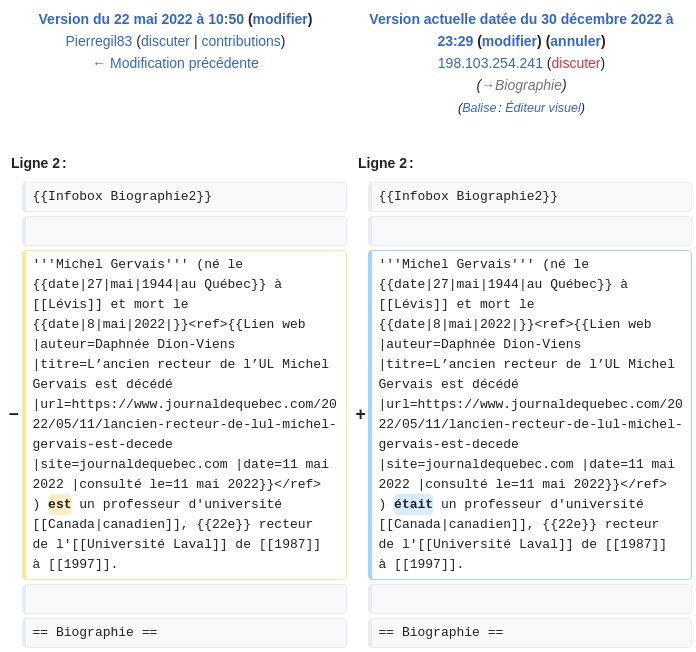 Version du 22 mai 2022 à 10:50 (modifier)
Pierregil83 (discuter | contributions)
← Modification précédente
Version actuelle datée du 30 décembre 2022 à
23:29 (modifier) (annuler)
198.103.254.241 (discuter)
(→Biographie)
(Balise : Éditeur visuel)
Ligne 2 :
Ligne 2 :
{{Infobox Biographie2}}
{{Infobox Biographie2}}
−
'''Michel Gervais''' (né le
{{date|27|mai|1944|au Québec}} à
[[Lévis]] et mort le
{{date|8|mai|2022|}}<ref>{{Lien web
|auteur=Daphnée Dion-Viens
|titre=L’ancien recteur de l’UL Michel
Gervais est décédé
|url=https://www.journaldequebec.com/20
22/05/11/lancien-recteur-de-lul-michel-
gervais-est-decede
|site=journaldequebec.com |date=11 mai
2022 |consulté le=11 mai 2022}}</ref>
) est un professeur d'université
[[Canada|canadien]], {{22e}} recteur
de l'[[Université Laval]] de [[1987]]
à [[1997]].
+
'''Michel Gervais''' (né le
{{date|27|mai|1944|au Québec}} à
[[Lévis]] et mort le
{{date|8|mai|2022|}}<ref>{{Lien web
|auteur=Daphnée Dion-Viens
|titre=L’ancien recteur de l’UL Michel
Gervais est décédé
|url=https://www.journaldequebec.com/20
22/05/11/lancien-recteur-de-lul-michel-
gervais-est-decede
|site=journaldequebec.com |date=11 mai
2022 |consulté le=11 mai 2022}}</ref>
) était un professeur d'université
[[Canada|canadien]], {{22e}} recteur
de l'[[Université Laval]] de [[1987]]
à [[1997]].
== Biographie ==
== Biographie ==